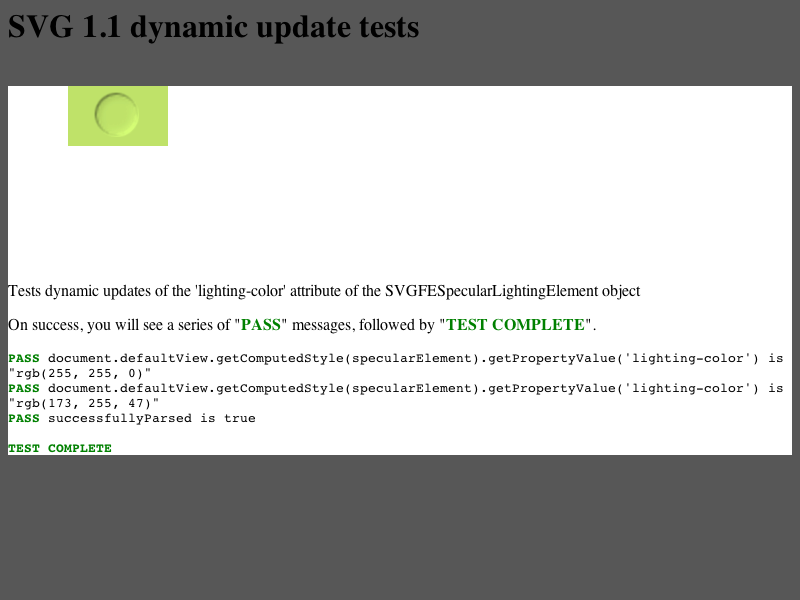 SVG 1.1 dynamic update tests
Tests dynamic updates of the 'lighting-color' attribute of the SVGFESpecularLightingElement object
On success, you will see a series of "PASS" messages, followed by "TEST COMPLETE".
PASS document.defaultView.getComputedStyle(specularElement).getPropertyValue('lighting-color') is
"rgb(255, 255, 0)"
PASS document.defaultView.getComputedStyle(specularElement).getPropertyValue('lighting-color') is
"rgb(173, 255, 47)"
PASS successfullyParsed is true
TEST COMPLETE